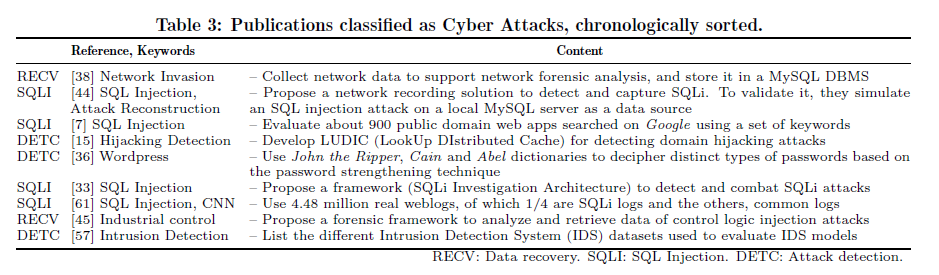 Table 3: Publications classified as Cyber Attacks, chronologically sorted.
Reference, Keywords Content
RECV [38] Network Invasion – Collect network data to support network forensic analysis, and store it in a MySQL DBMS
SQLI [44] SQL Injection, – Propose a network recording solution to detect and capture SQLi. To validate it, they simulate
Attack Reconstruction an SQL injection attack on a local MySQL server as a data source
SQLI [7] SQL Injection – Evaluate about 900 public domain web apps searched on Google using a set of keywords
DETC [15] Hijacking Detection – Develop LUDIC (LookUp DIstributed Cache) for detecting domain hijacking attacks
DETC [36] Wordpress – Use John the Ripper, Cain and Abel dictionaries to decipher distinct types of passwords based on
the password strengthening technique
SQLI [33] SQL Injection – Propose a framework (SQLi Investigation Architecture) to detect and combat SQLi attacks
SQLI [61] SQL Injection, CNN – Use 4.48 million real weblogs, of which 1/4 are SQLi logs and the others, common logs
RECV [45] Industrial control – Propose a forensic framework to analyze and retrieve data of control logic injection attacks
DETC [57] Intrusion Detection – List the different Intrusion Detection System (IDS) datasets used to evaluate IDS models
RECV: Data recovery. SQLI: SQL Injection. DETC: Attack detection.